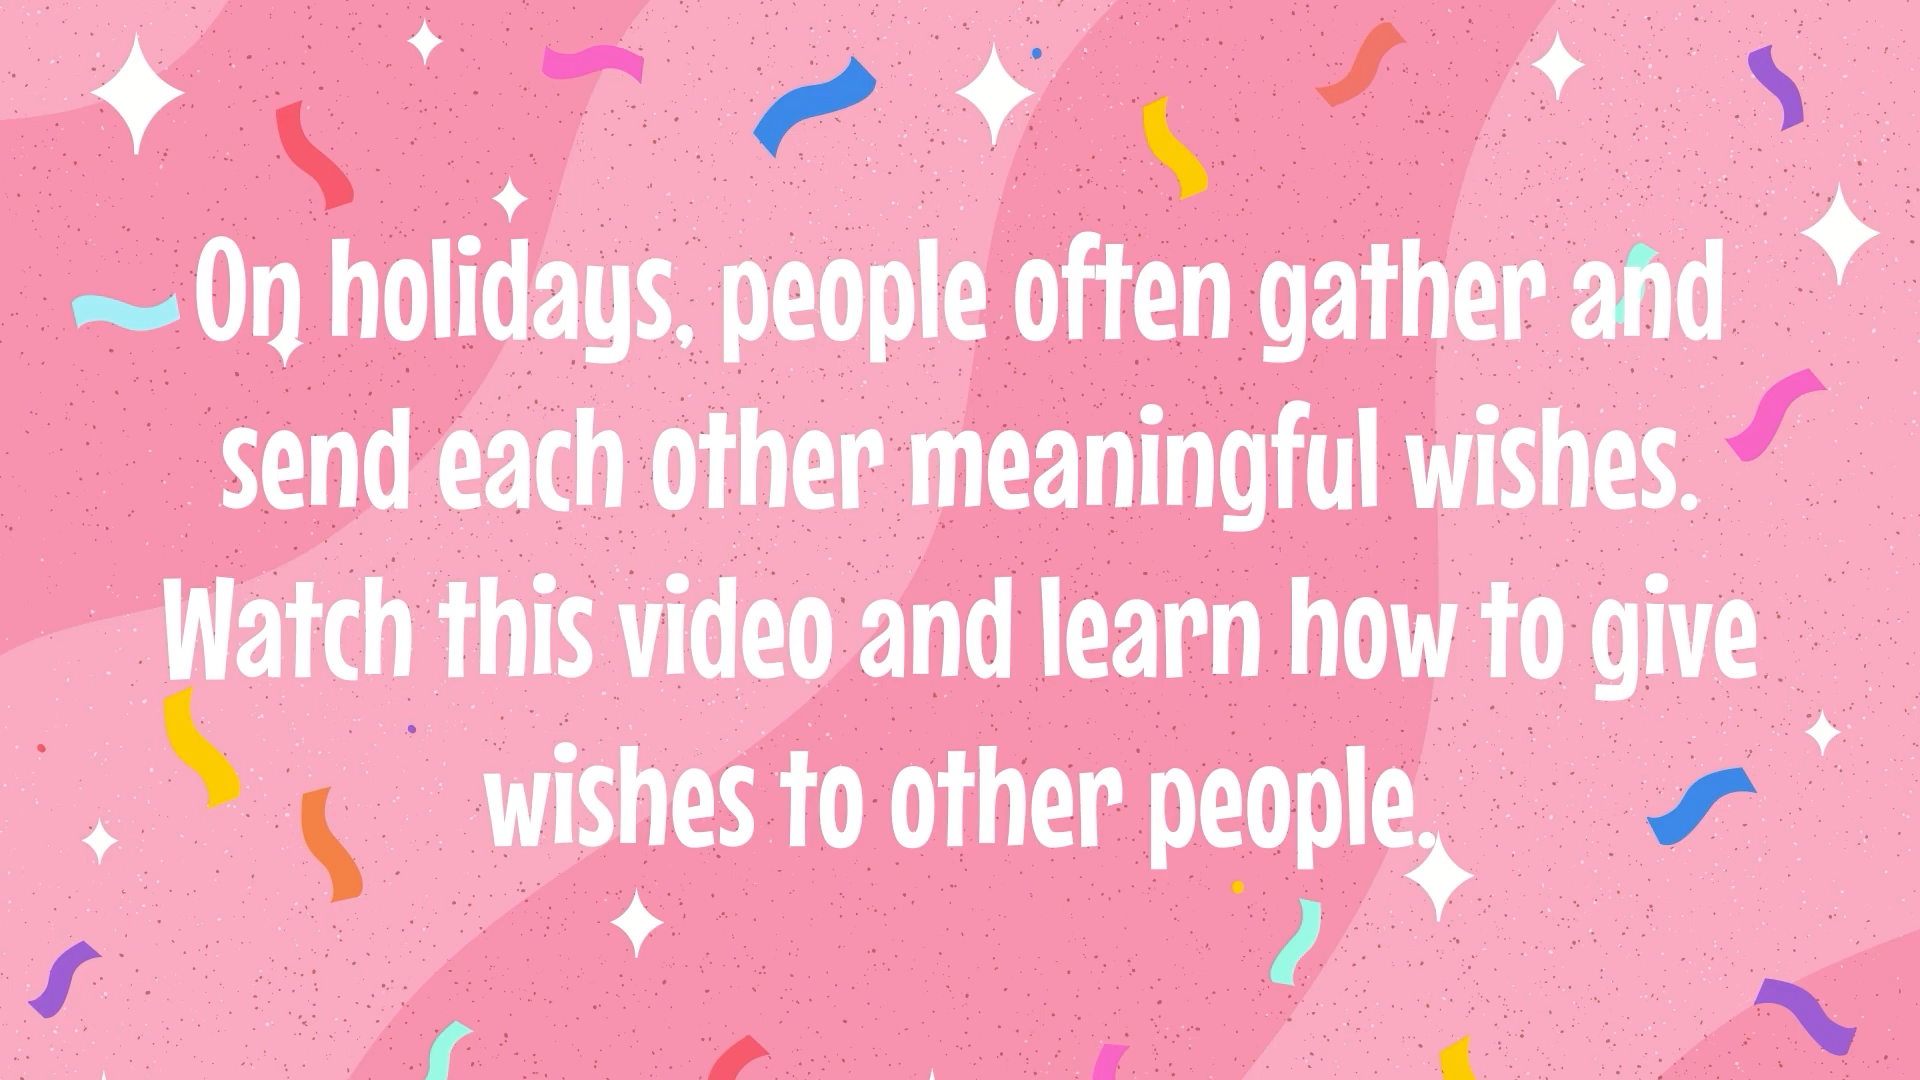 On holidays, people often gather and
send each other meaningful wishes.
Watch this video and learn how to give
wishes to other people.